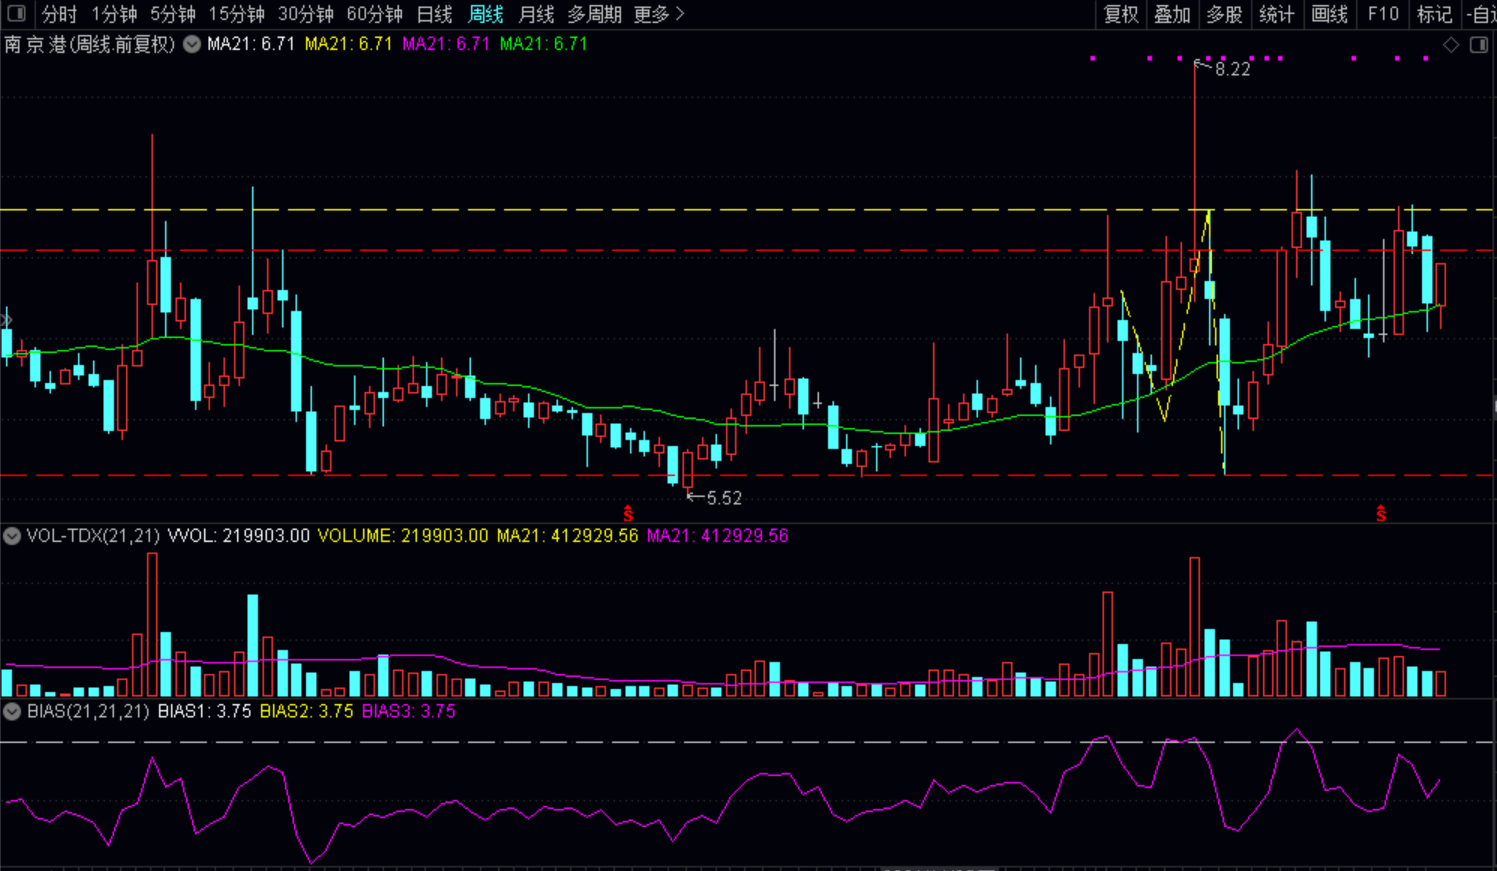 分时 1分钟 5分钟 15分钟 30分钟 60分钟 日线 周线 月线 多周期 更多 复权 叠加 多股 统计 画线 F10 标记 -自
南京港(周线.前复权) MA21: 6.71 MA21: 6.71 MA21: 6.71 MA21: 6.71
8.22
5.52
S S
VOL-TDX(21,21) VVOL: 219903.00 VOLUME: 219903.00 MA21: 412929.56 MA21: 412929.56
BIAS(21,21,21) BIAS1: 3.75 BIAS2: 3.75 BIAS3: 3.75